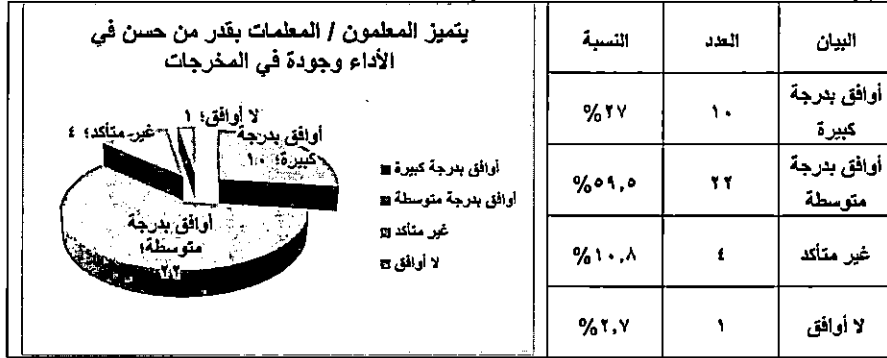 البيان العدد النسبة
أوافق بدرجة كبيرة ١٠ %٢٧
أوافق بدرجة متوسطة ٢٢ %٥٩,٥
غير متأكد ٤ %١٠,٨
لا أوافق ١ %٢,٧
يتميز المعلمون / المعلمات بقدر من حسن في
الأداء وجودة في المخرجات
لا أوافق؛ ١
غير متأكد؛ ٤
أوافق بدرجة
كبيرة؛ ١٠
أوافق بدرجة
متوسطة؛
٢٢
أوافق بدرجة كبيرة
أوافق بدرجة متوسطة
غير متأكد
لا أوافق